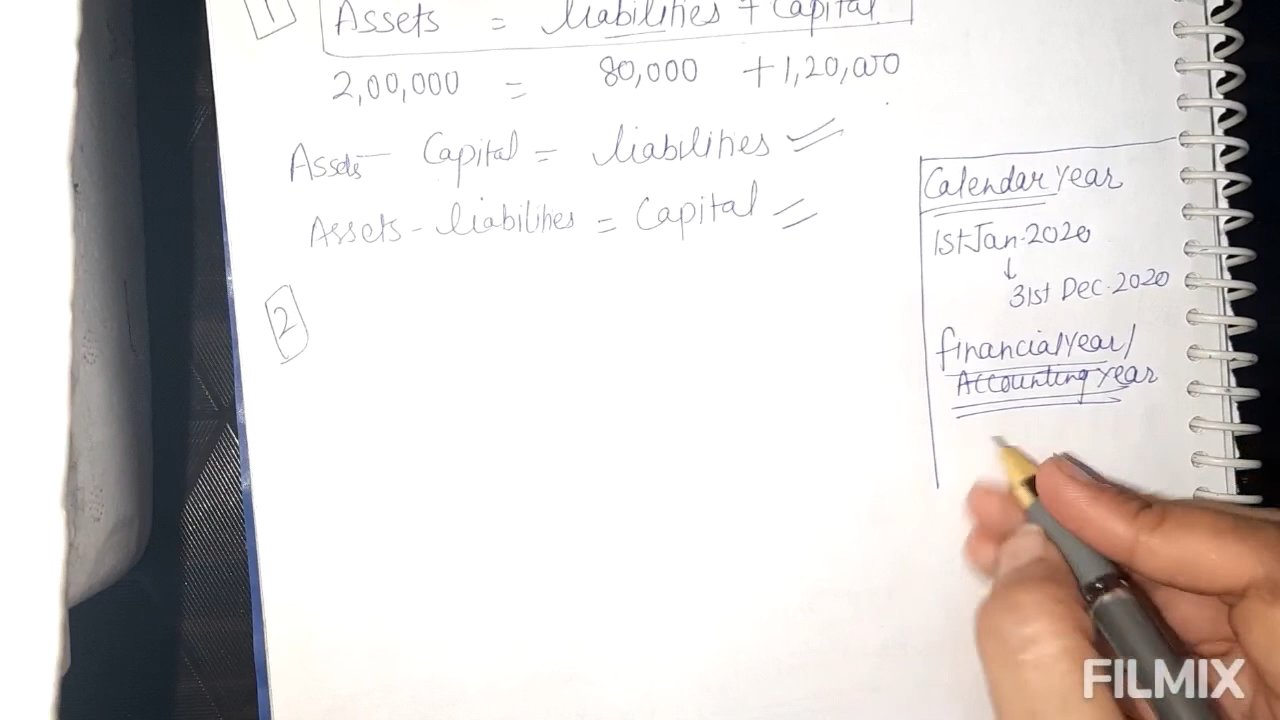 1 Assets = liabilities + Capital
2,00,000 = 80,000 + 1,20,000
Assets - Capital = liabilities
Assets - liabilities = Capital
2
Calendar Year
1st Jan. 2020
↓
31st Dec. 2020
financial Year/
Accounting Year
FILMIX